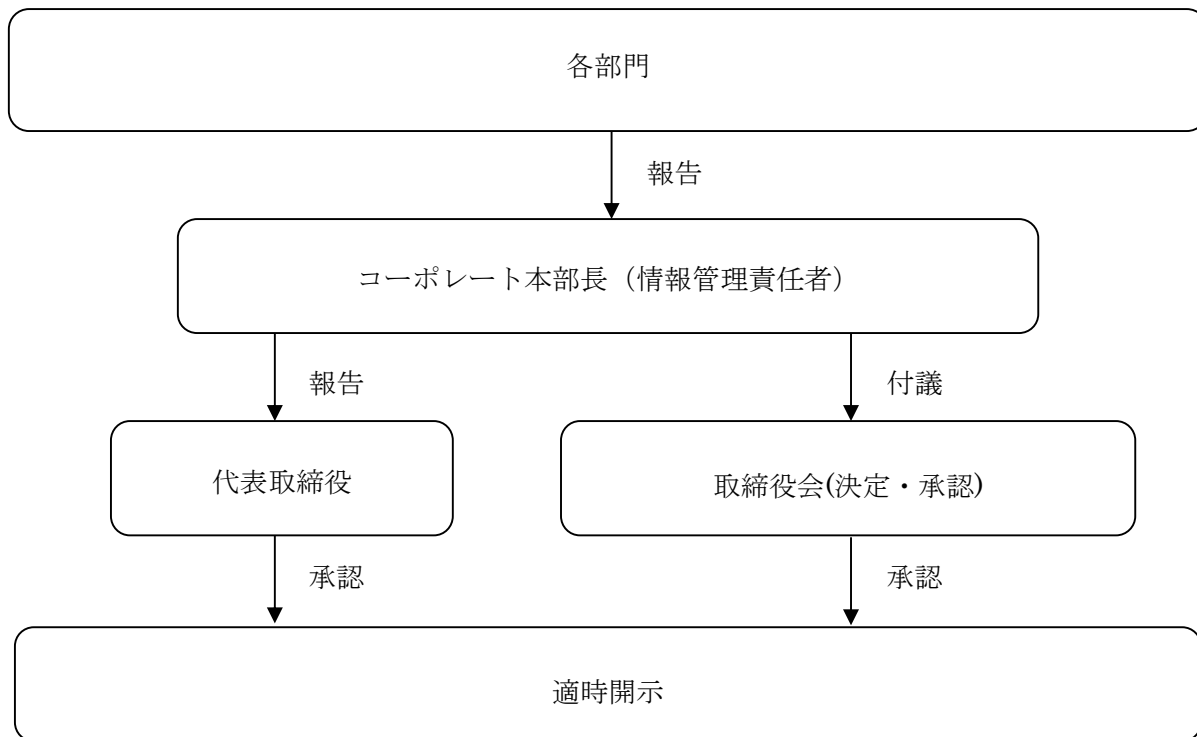 各部門
報告
コーポレート本部長（情報管理責任者）
報告
付議
代表取締役
取締役会(決定・承認)
承認
承認
適時開示